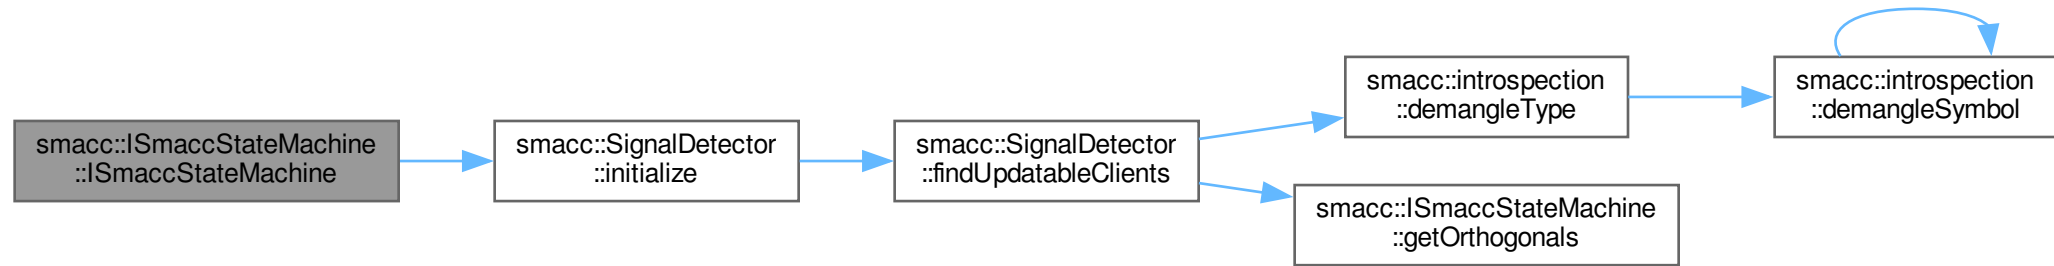 smacc::ISmaccStateMachine
::ISmaccStateMachine
smacc::SignalDetector
::initialize
smacc::SignalDetector
::findUpdatableClients
smacc::introspection
::demangleType
smacc::introspection
::demangleSymbol
smacc::ISmaccStateMachine
::getOrthogonals